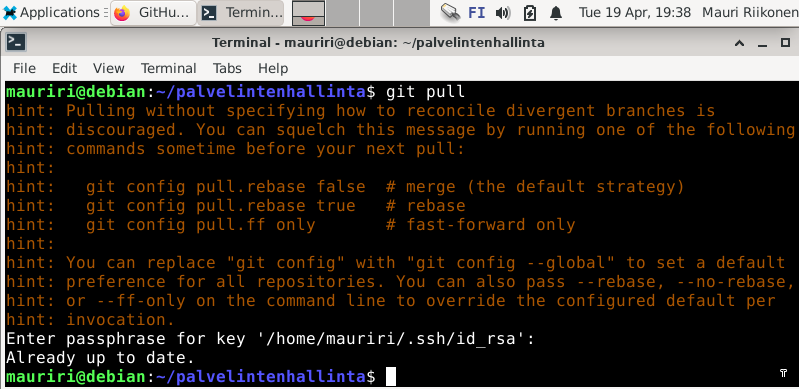 Applications
GitHu...
Termin...
FI
Tue 19 Apr, 19:38
Mauri Riikonen
Terminal - mauriri@debian: ~/palvelintenhallinta
File Edit View Terminal Tabs Help
mauriri@debian:~/palvelintenhallinta$ git pull
hint: Pulling without specifying how to reconcile divergent branches is
hint: discouraged. You can squelch this message by running one of the following
hint: commands sometime before your next pull:
hint:
hint:   git config pull.rebase false  # merge (the default strategy)
hint:   git config pull.rebase true   # rebase
hint:   git config pull.ff only       # fast-forward only
hint:
hint: You can replace "git config" with "git config --global" to set a default
hint: preference for all repositories. You can also pass --rebase, --no-rebase,
hint: or --ff-only on the command line to override the configured default per
hint: invocation.
Enter passphrase for key '/home/mauriri/.ssh/id_rsa':
Already up to date.
mauriri@debian:~/palvelintenhallinta$